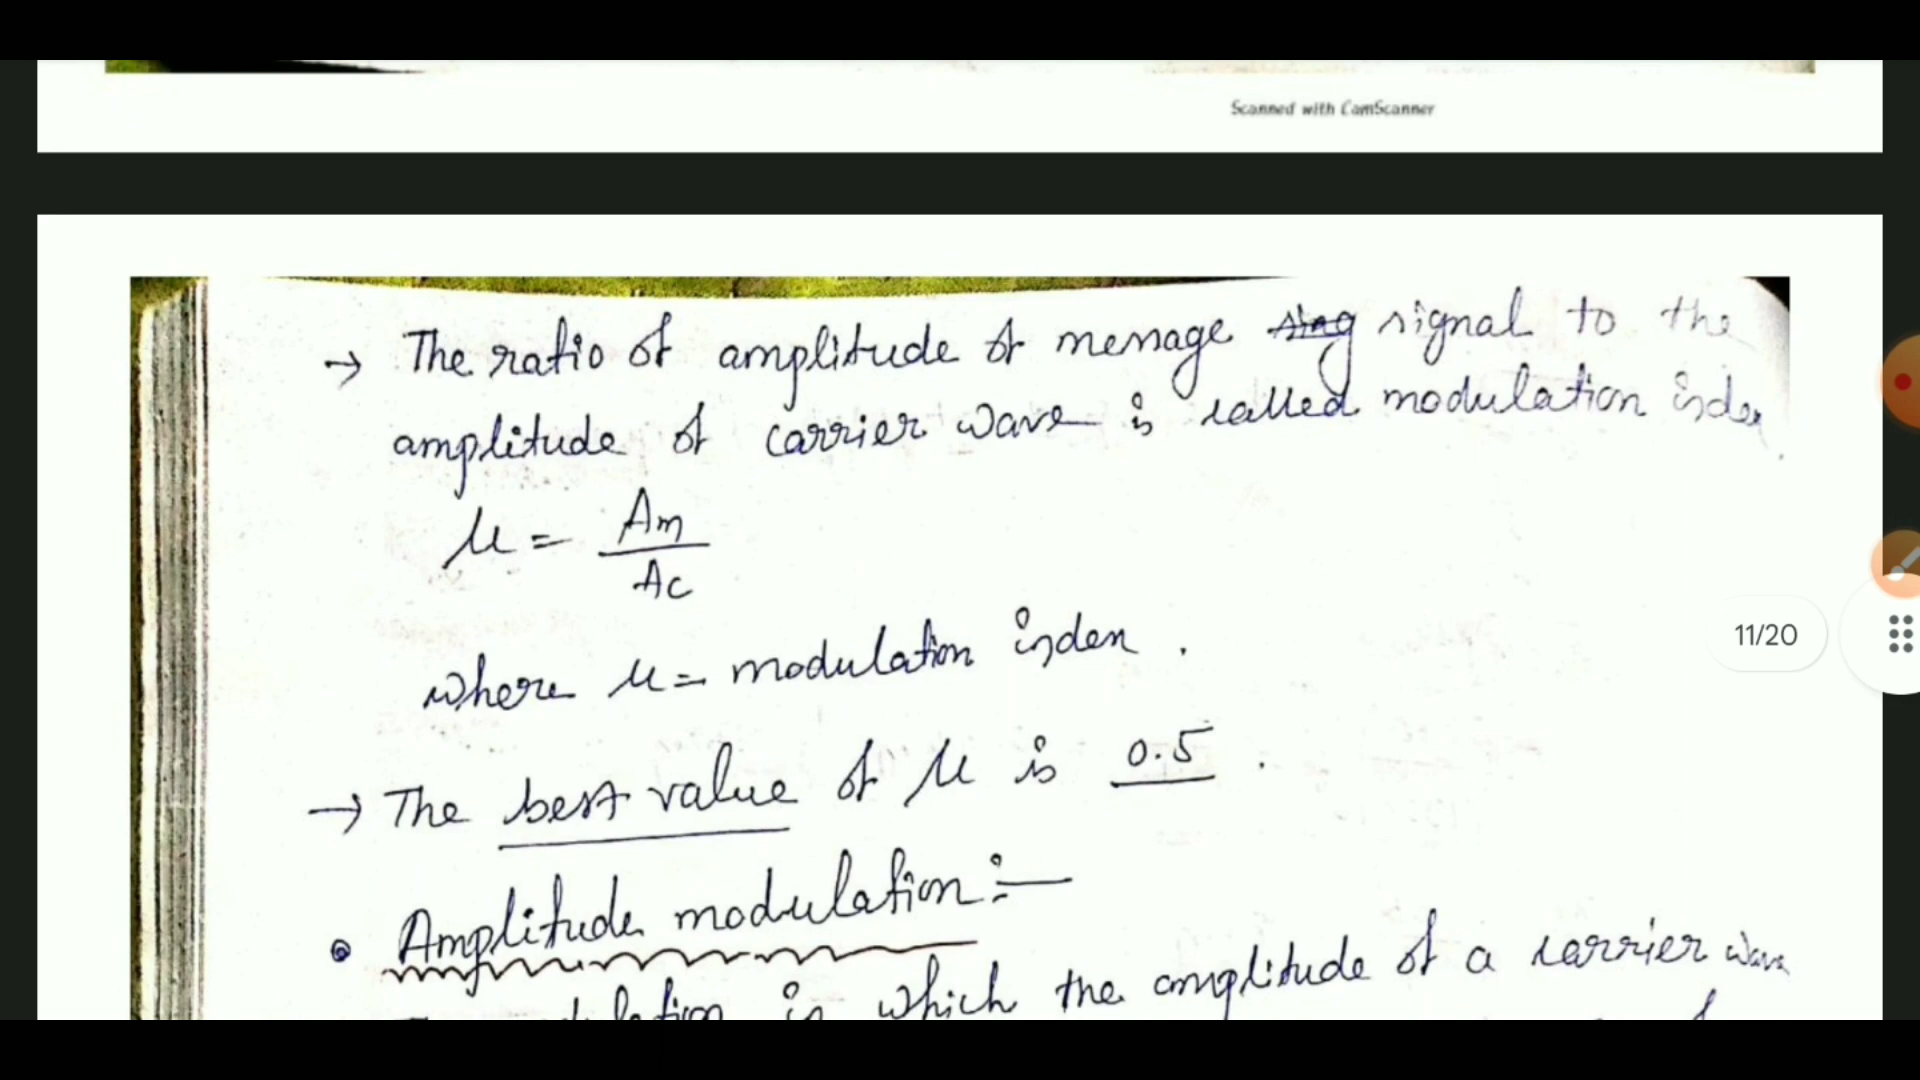 Scanned with CamScanner
→ The ratio of amplitude of message sing signal to the
amplitude of carrier wave is called modulation index.
μ = Am
Ac
where μ = modulation index.
→ The best value of μ is 0.5.
11/20
• Amplitude modulation :—
in which the amplitude of a carrier wave